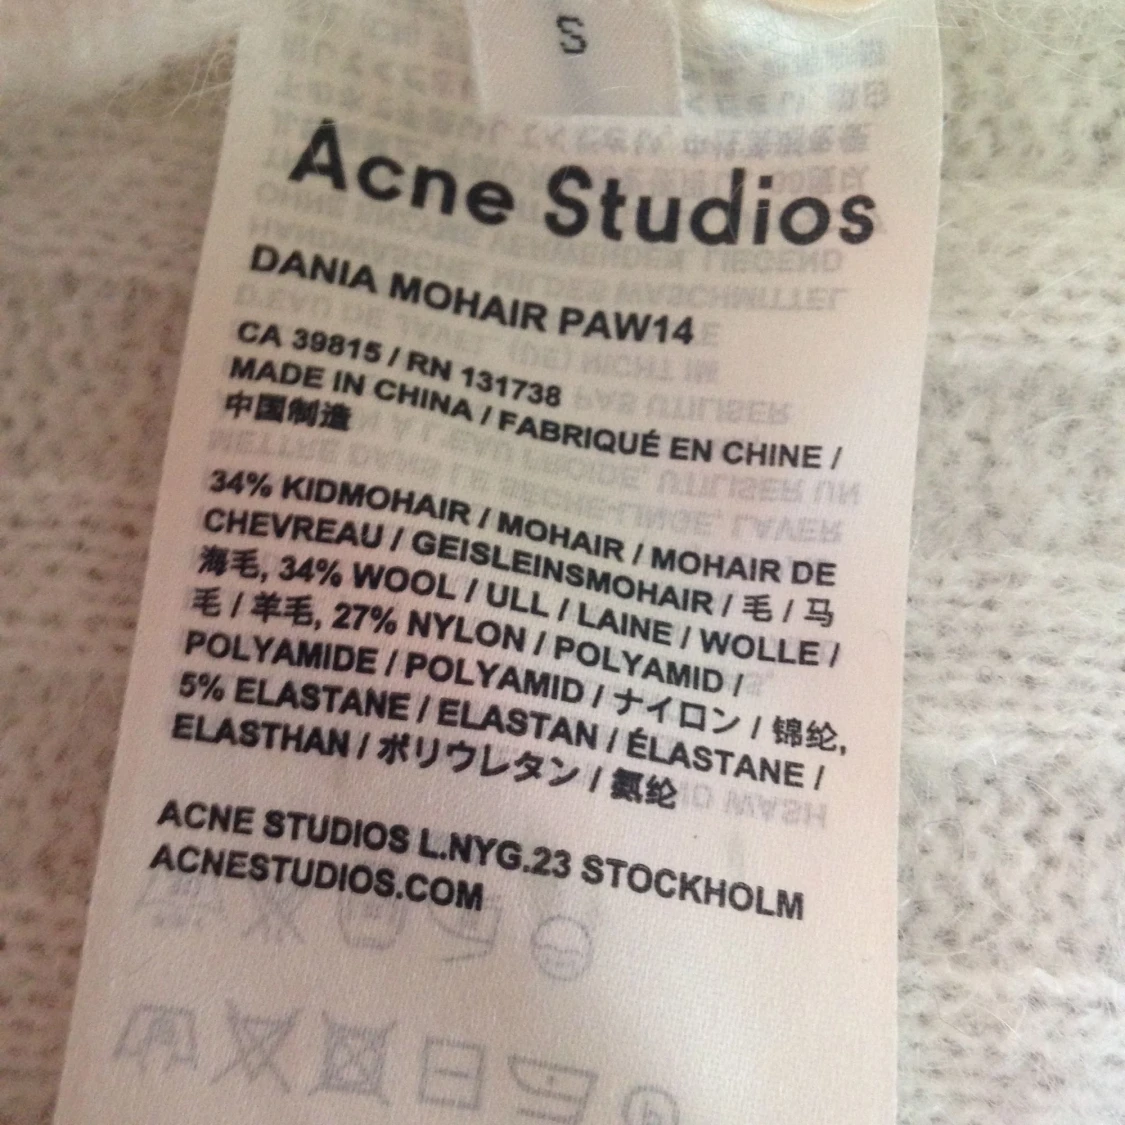 S
Acne Studios
DANIA MOHAIR PAW14
CA 39815 / RN 131738
MADE IN CHINA / FABRIQUÉ EN CHINE /
中国制造
34% KIDMOHAIR / MOHAIR / MOHAIR DE
CHEVREAU / GEISLEINSMOHAIR / 毛 / 马
海毛, 34% WOOL / ULL / LAINE / WOLLE /
毛 / 羊毛, 27% NYLON / POLYAMID /
POLYAMIDE / POLYAMID / ナイロン / 锦纶,
5% ELASTANE / ELASTAN / ÉLASTANE /
ELASTHAN / ポリウレタン / 氨纶
ACNE STUDIOS L.NYG.23 STOCKHOLM
ACNESTUDIOS.COM